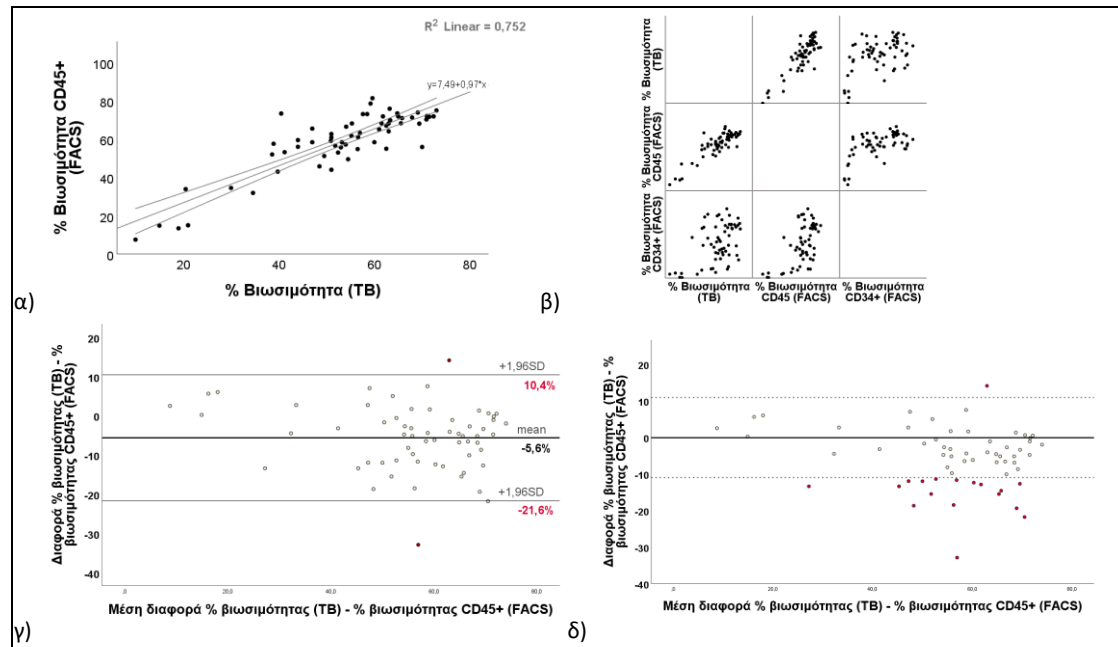 R² Linear = 0,752
% Βιωσιμότητα CD45+
(FACS)
100
80
60
40
20
0
y=7,49+0,97*x
20
40
60
80
% Βιωσιμότητα (TB)
α)
% Βιωσιμότητα
(TB)
% Βιωσιμότητα
CD45 (FACS)
% Βιωσιμότητα
CD34+ (FACS)
% Βιωσιμότητα
(TB)
% Βιωσιμότητα
CD45 (FACS)
% Βιωσιμότητα
CD34+ (FACS)
β)
Διαφορά % βιωσιμότητας (TB) - %
βιωσιμότητας CD45+ (FACS)
20
10
0
-10
-20
-30
-40
+1,96SD
10,4%
mean
-5,6%
+1,96SD
-21,6%
,0
20,0
40,0
60,0
80,0
Μέση διαφορά % βιωσιμότητας (TB) - % βιωσιμότητας CD45+ (FACS)
γ)
Διαφορά % βιωσιμότητας (TB) - %
βιωσιμότητας CD45+ (FACS)
20
10
0
-10
-20
-30
-40
,0
20,0
40,0
60,0
80,0
Μέση διαφορά % βιωσιμότητας (TB) - % βιωσιμότητας CD45+ (FACS)
δ)